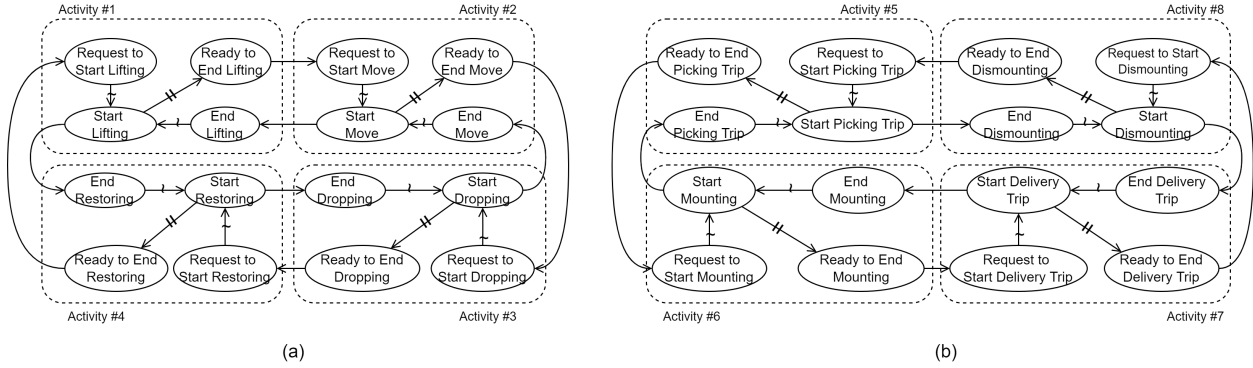 Activity #1
Activity #2
Request to
Start Lifting
Ready to
End Lifting
Request to
Start Move
Ready to
End Move
Start
Lifting
End
Lifting
Start
Move
End
Move
End
Restoring
Start
Restoring
End
Dropping
Start
Dropping
Ready to End
Restoring
Request to
Start Restoring
Ready to End
Dropping
Request to
Start Dropping
Activity #4
Activity #3
(a)
Activity #5
Activity #8
Ready to End
Picking Trip
Request to
Start Picking Trip
Ready to End
Dismounting
Request to Start
Dismounting
End
Picking Trip
Start Picking Trip
End
Dismounting
Start
Dismounting
Start
Mounting
End
Mounting
Start Delivery
Trip
End Delivery
Trip
Request to
Start Mounting
Ready to End
Mounting
Request to
Start Delivery Trip
Ready to End
Delivery Trip
Activity #6
Activity #7
(b)